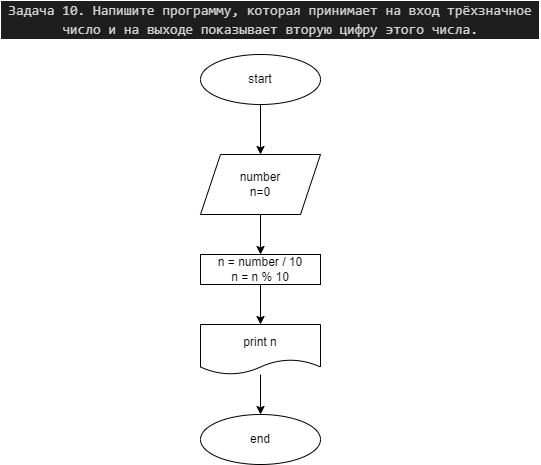 Задача 10. Напишите программу, которая принимает на вход трёхзначное
число и на выходе показывает вторую цифру этого числа.
start
number
n=0
n = number / 10
n = n % 10
print n
end